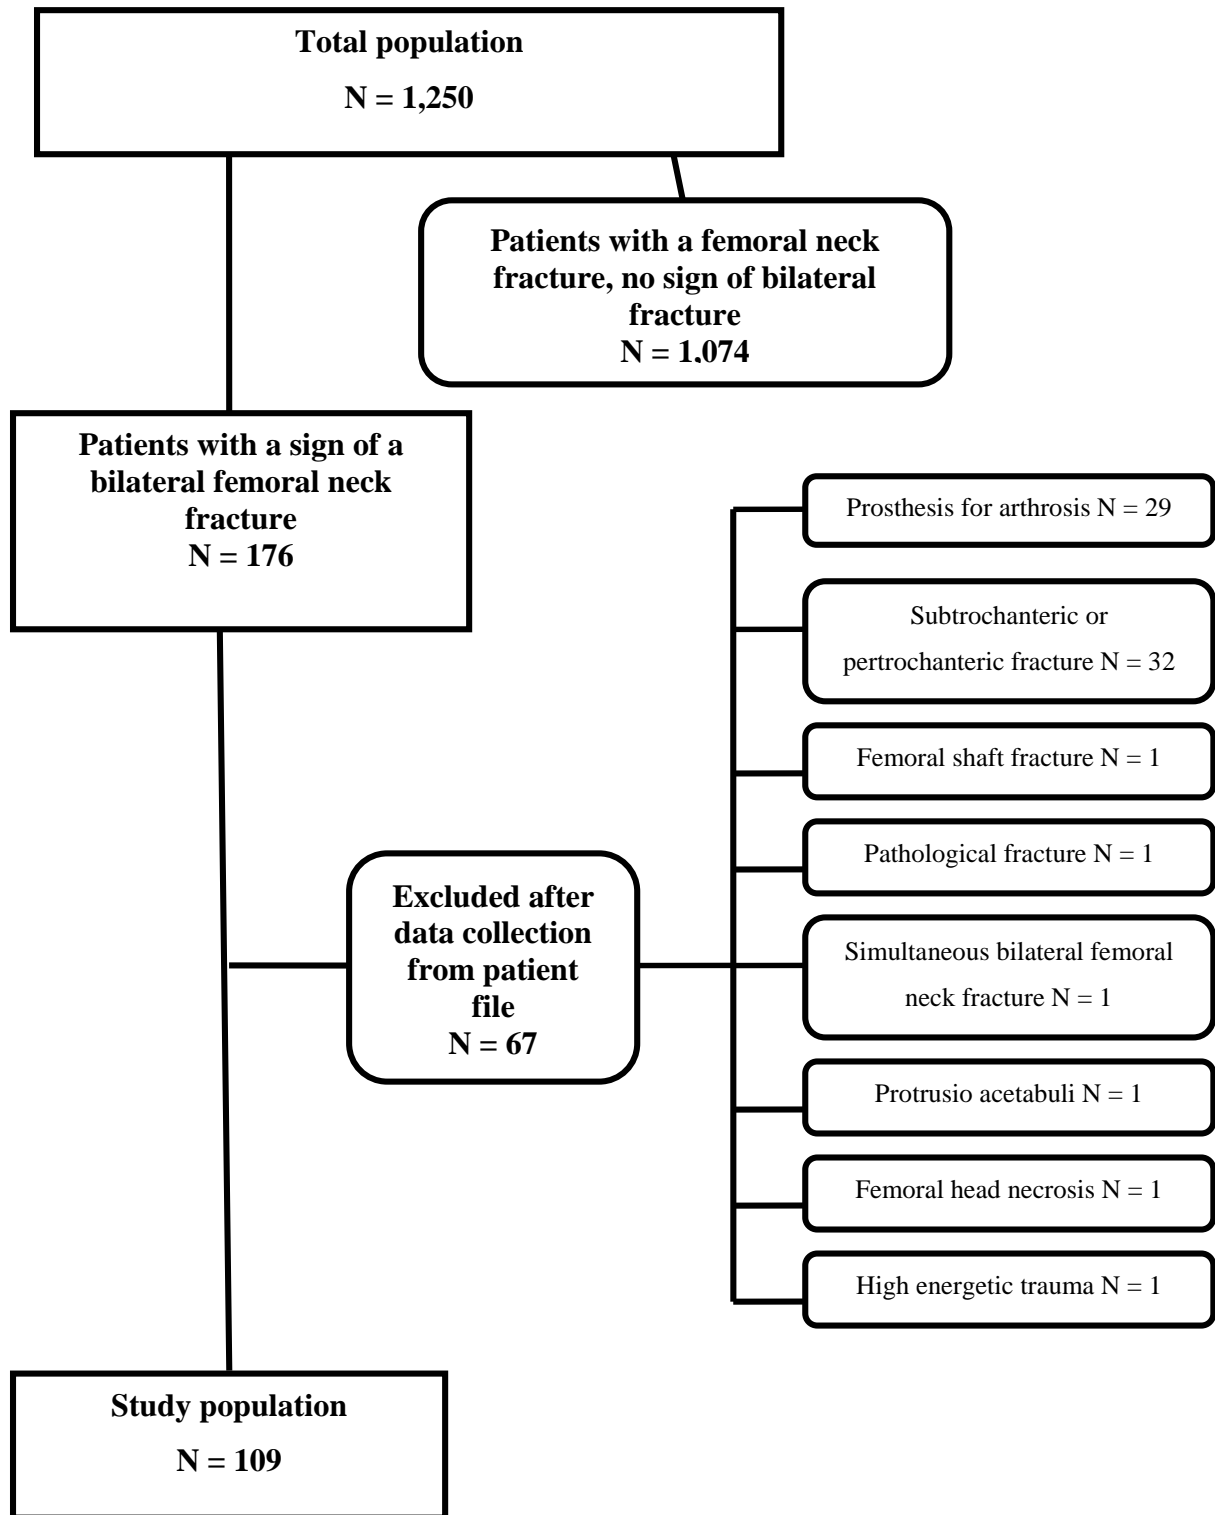 Total population
N = 1,250
Patients with a femoral neck
fracture, no sign of bilateral
fracture
N = 1,074
Patients with a sign of a
bilateral femoral neck
fracture
N = 176
Prosthesis for arthrosis N = 29
Subtrochanteric or
pertrochanteric fracture N = 32
Femoral shaft fracture N = 1
Pathological fracture N = 1
Excluded after
data collection
from patient
file
N = 67
Simultaneous bilateral femoral
neck fracture N = 1
Protrusio acetabuli N = 1
Femoral head necrosis N = 1
High energetic trauma N = 1
Study population
N = 109